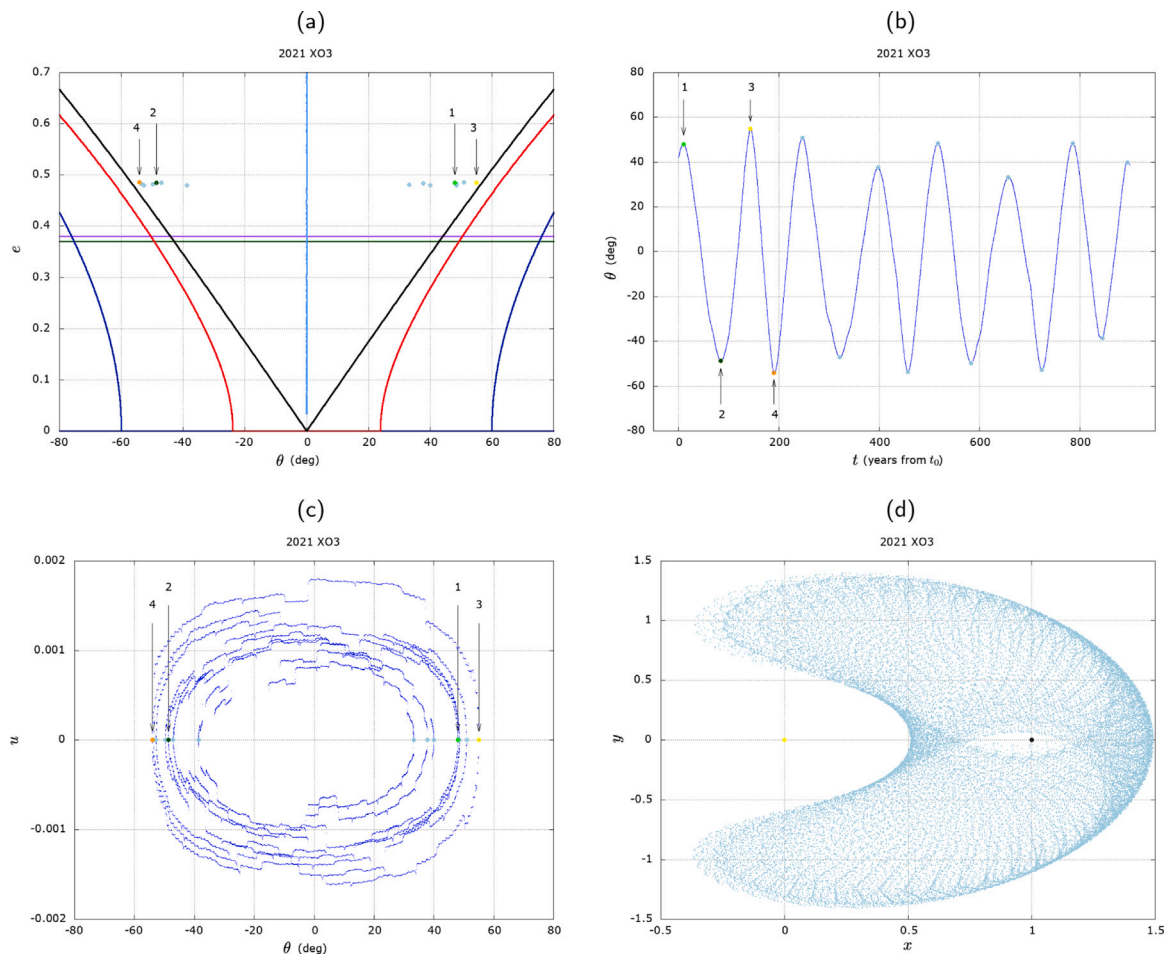 (a)
2021 XO3
0.7
0.6
0.5
0.4
0.3
0.2
0.1
0
e
4 2 1 3
-80 -60 -40 -20 0 20 40 60 80
θ (deg)
(b)
2021 XO3
80
60
40
20
0
-20
-40
-60
-80
θ (deg)
1 3
2 4
0 200 400 600 800
t (years from t₀)
(c)
2021 XO3
0.002
0.001
0
-0.001
-0.002
u
4 2 1 3
-80 -60 -40 -20 0 20 40 60 80
θ (deg)
(d)
2021 XO3
1.5
1
0.5
0
-0.5
-1
-1.5
y
-0.5 0 0.5 1 1.5
x